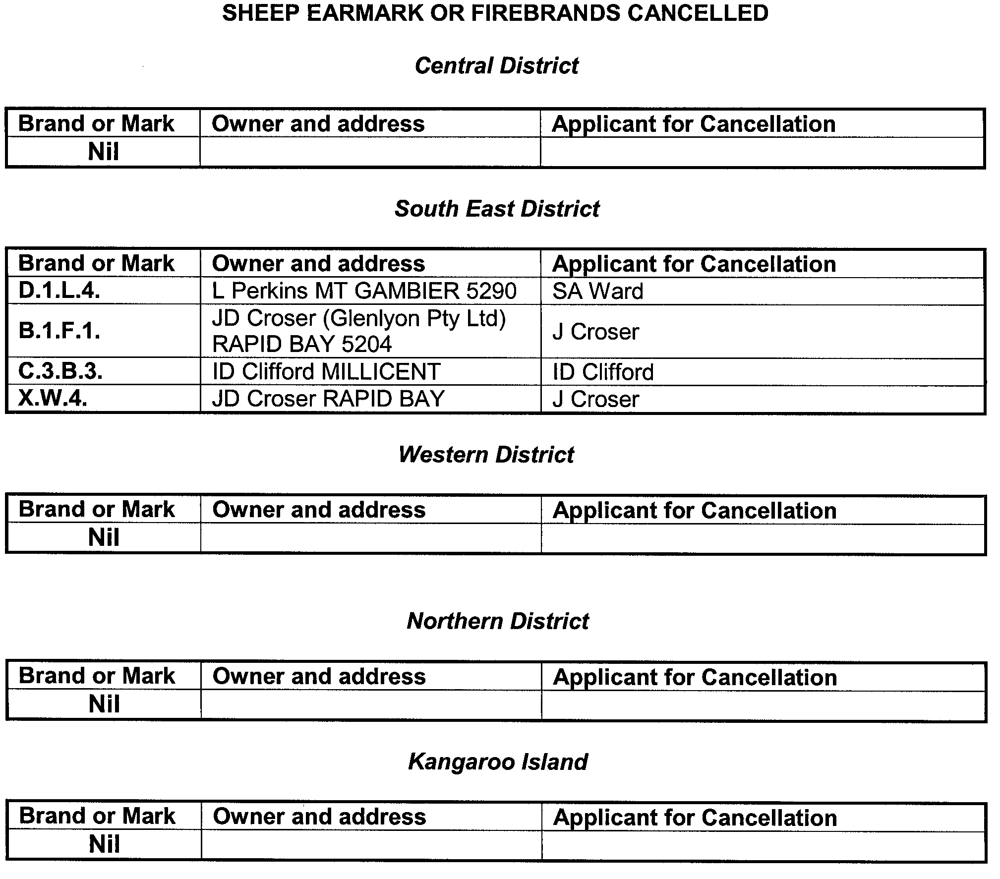 SHEEP EARMARK OR FIREBRANDS CANCELLED
Central District
Brand or Mark Owner and address Applicant for Cancellation
Nil
South East District
Brand or Mark Owner and address Applicant for Cancellation
D.1.L.4. L Perkins MT GAMBIER 5290 SA Ward
B.1.F.1. JD Croser (Glenlyon Pty Ltd) J Croser
RAPID BAY 5204
C.3.B.3. ID Clifford MILLICENT ID Clifford
X.W.4. JD Croser RAPID BAY J Croser
Western District
Brand or Mark Owner and address Applicant for Cancellation
Nil
Northern District
Brand or Mark Owner and address Applicant for Cancellation
Nil
Kangaroo Island
Brand or Mark Owner and address Applicant for Cancellation
Nil